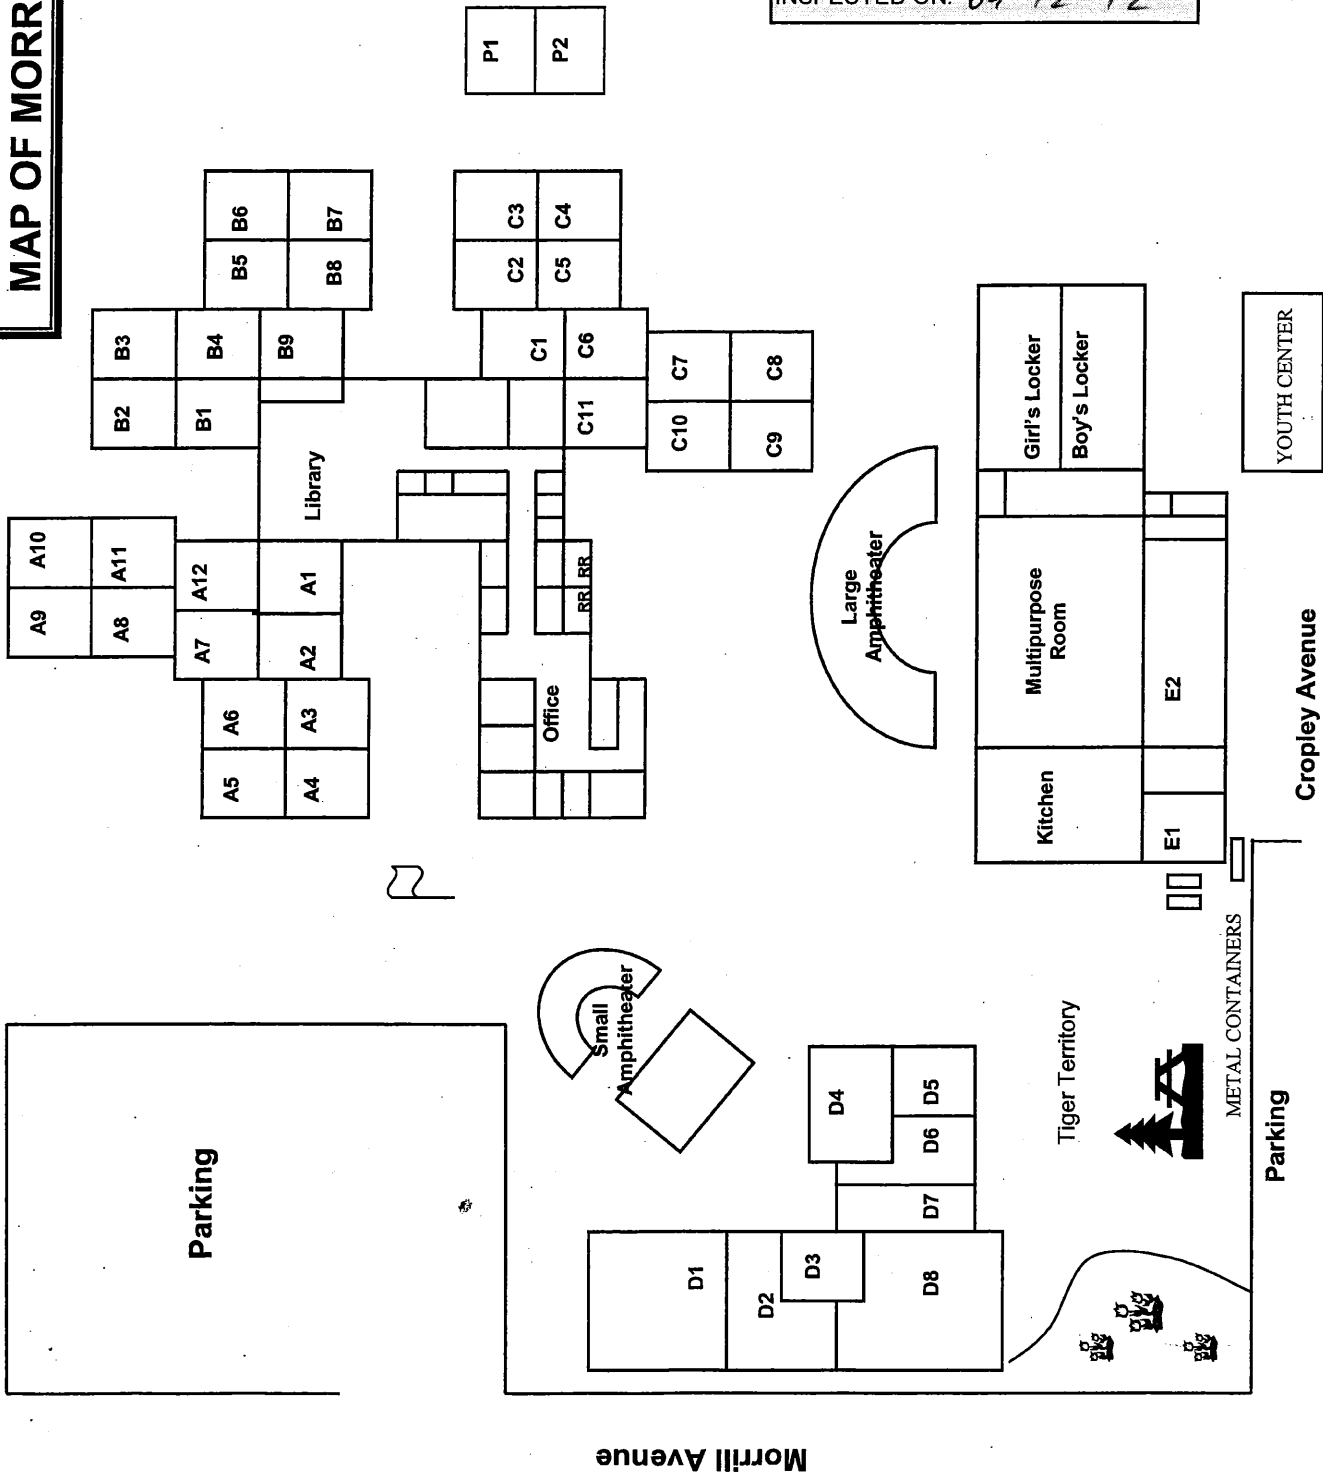 MAP OF MORR
INSPECTED ON: 09 12 12
P1
P2
B6
B7
B5
B8
C3
C4
C2
C5
B3
B4
B9
C1
C6
C7
C8
B2
B1
C11
C10
C9
Library
Girl's Locker
Boy's Locker
YOUTH CENTER
A10
A11
A12
A1
RR
RR
Large
Amphitheater
A9
A8
A7
A2
Multipurpose
Room
A6
A3
Office
E2
A5
A4
Kitchen
E1
Cropley Avenue
Small
Amphitheater
Tiger Territory
METAL CONTAINERS
Parking
D4
D5
D6
D7
Parking
D1
D2
D3
D8
Morrill Avenue